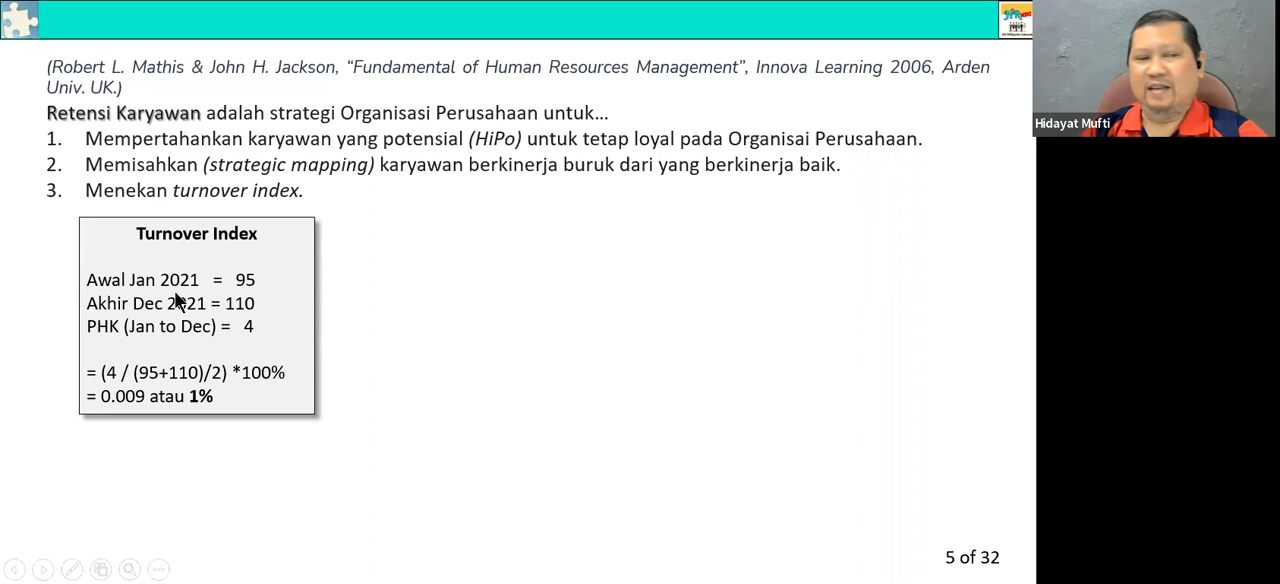 (Robert L. Mathis & John H. Jackson, “Fundamental of Human Resources Management”, Innova Learning 2006, Arden
Univ. UK.)
Retensi Karyawan adalah strategi Organisasi Perusahaan untuk...
1. Mempertahankan karyawan yang potensial (HiPo) untuk tetap loyal pada Organisai Perusahaan.
2. Memisahkan (strategic mapping) karyawan berkinerja buruk dari yang berkinerja baik.
3. Menekan turnover index.
Turnover Index
Awal Jan 2021 = 95
Akhir Dec 2021 = 110
PHK (Jan to Dec) = 4
= (4 / (95+110)/2) *100%
= 0.009 atau 1%
5 of 32
Hidayat Mufti